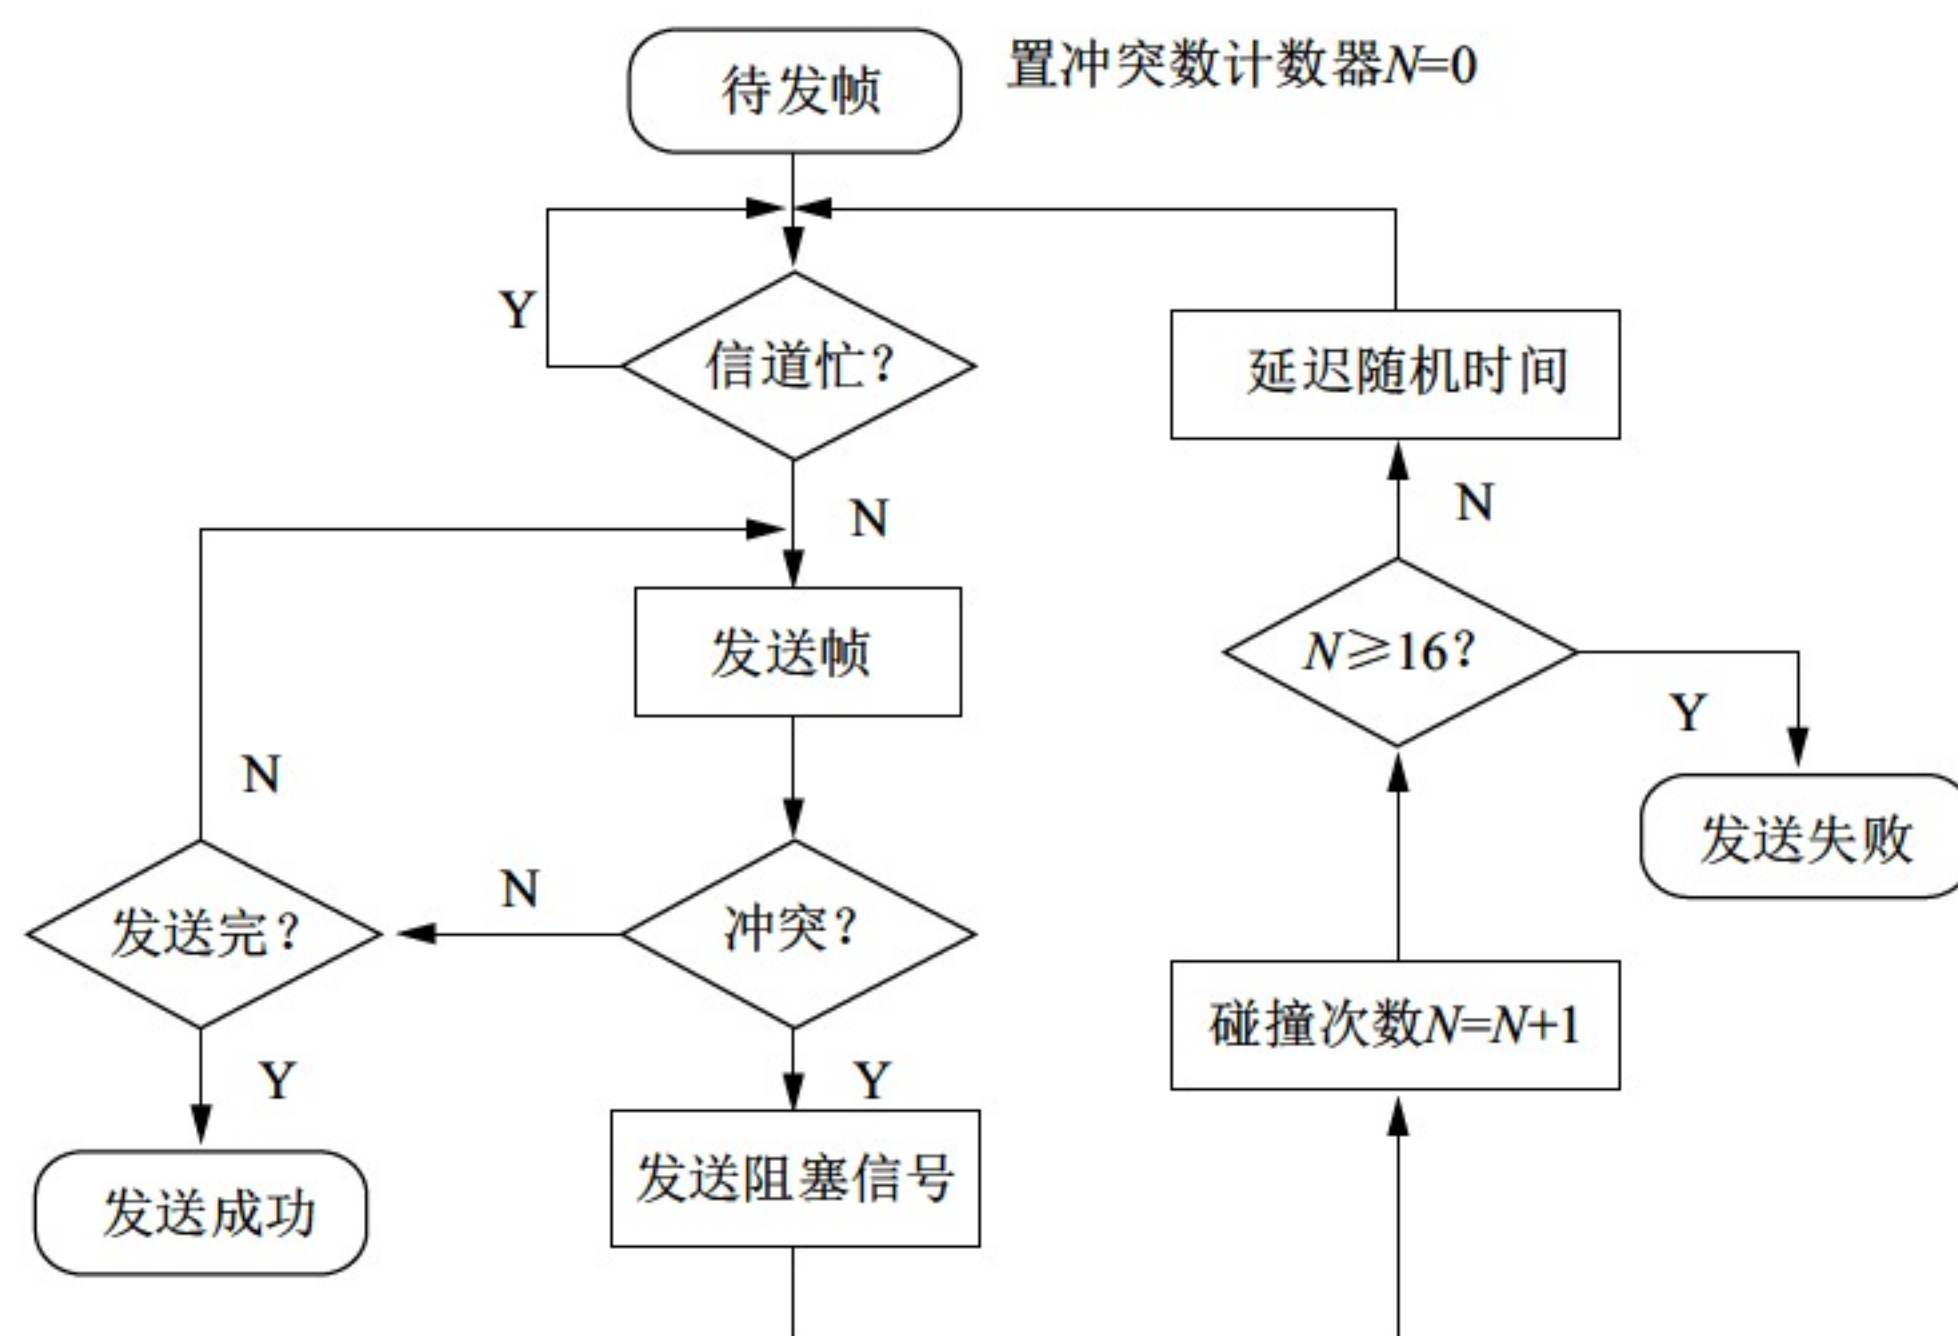 待发帧
置冲突数计数器N=0
Y
信道忙?
延迟随机时间
N
N
发送帧
N≥16?
Y
N
发送失败
N
发送完?
冲突?
碰撞次数N=N+1
Y
Y
发送阻塞信号
发送成功